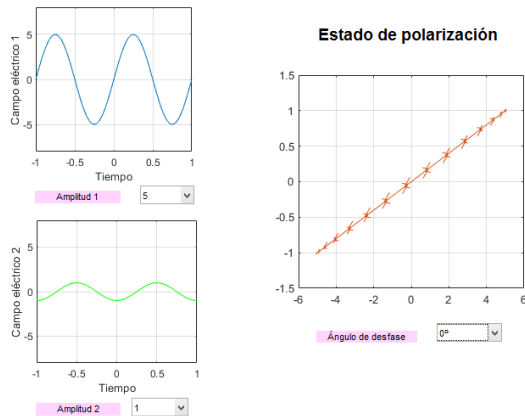 Campo eléctrico 1
5
0
-5
-1 -0.5 0 0.5 1
Tiempo
Amplitud 1 5
Campo eléctrico 2
5
0
-5
-1 -0.5 0 0.5 1
Tiempo
Amplitud 2 1
Estado de polarización
1.5
1
0.5
0
-0.5
-1
-1.5
-6 -4 -2 0 2 4 6
Ángulo de desfase 0º